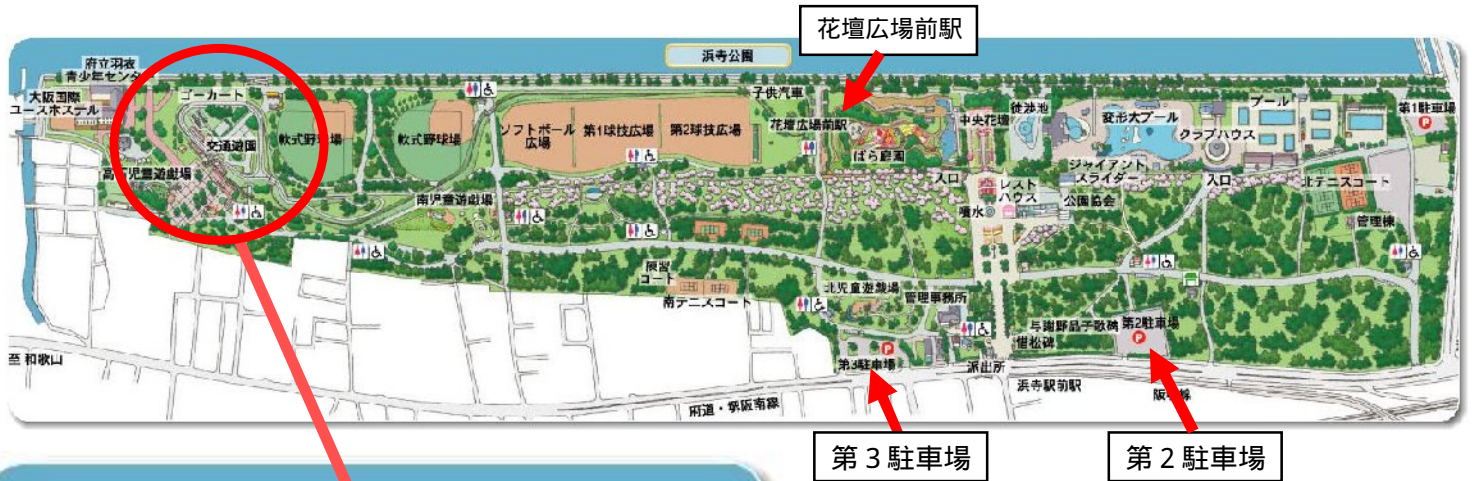 花壇広場前駅
浜寺公園
府立羽衣
青少年センター
大阪国際
ユースホステル
ゴーカート
交通遊園
高石児童遊戯場
軟式野球場
軟式野球場
南児童遊戯場
ソフトボール
広場
第1球技広場
第2球技広場
子供汽車
花壇広場前駅
ばら庭園
中央花壇
徒渉池
変形大プール
プール
クラブハウス
第1駐車場
P
ジャイアント
スライダー
入口
入口
レスト
ハウス
噴水
公園協会
北テニスコート
管理棟
練習
コート
南テニスコート
北児童遊戯場
管理事務所
与謝野晶子歌碑
惜松碑
第2駐車場
P
P
第3駐車場
派出所
浜寺駅前駅
至 和歌山
府道・堺阪南線
第3駐車場
第2駐車場